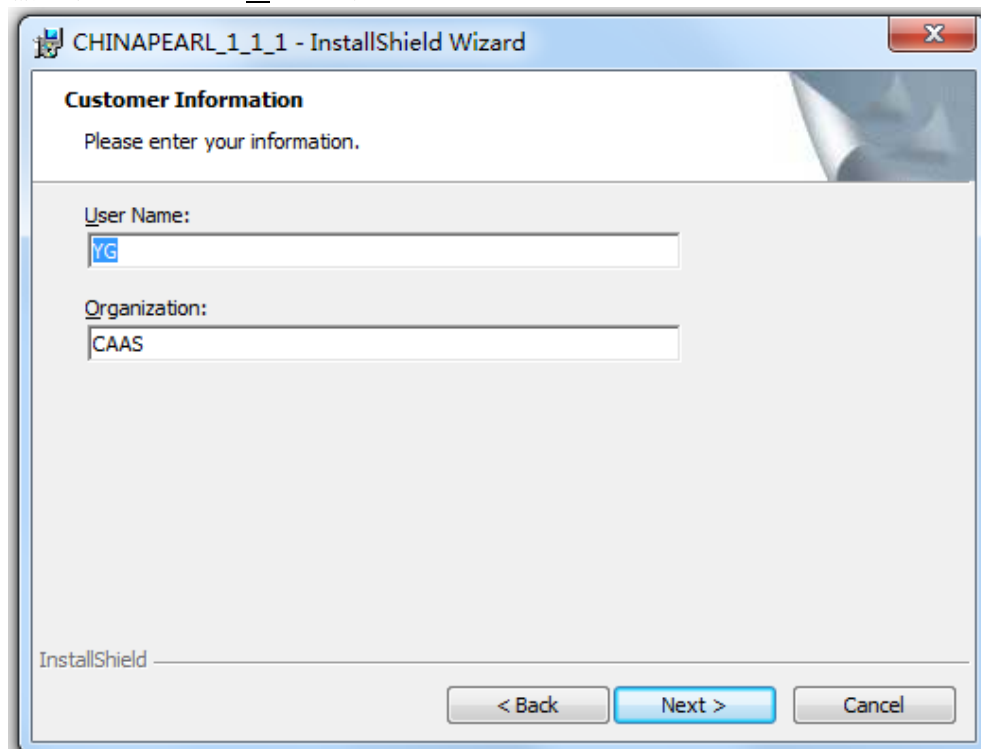 CHINAPEARL_1_1_1 - InstallShield Wizard
X
Customer Information
Please enter your information.
User Name:
YG
Organization:
CAAS
InstallShield
< Back Next > Cancel